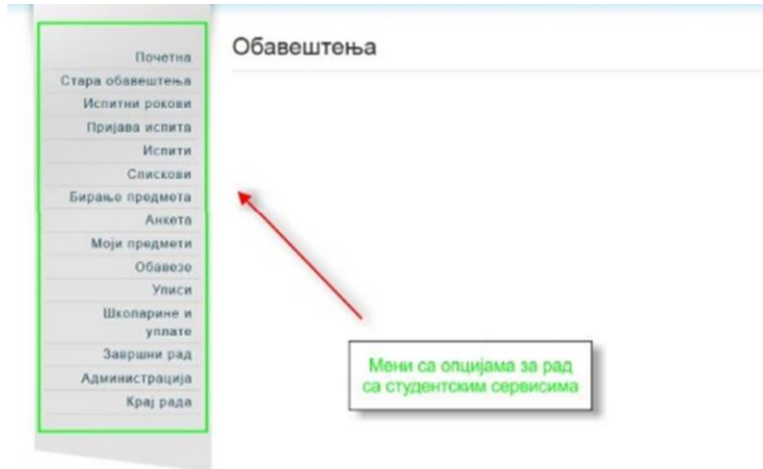 Почетна
Стара обавештења
Испитни рокови
Пријава испита
Испити
Спискови
Бирање предмета
Анкета
Моји предмети
Обавезе
Уписи
Школарине и
уплате
Завршни рад
Администрација
Крај рада
Обавештења
Мени са опцијама за рад
са студентским сервисима